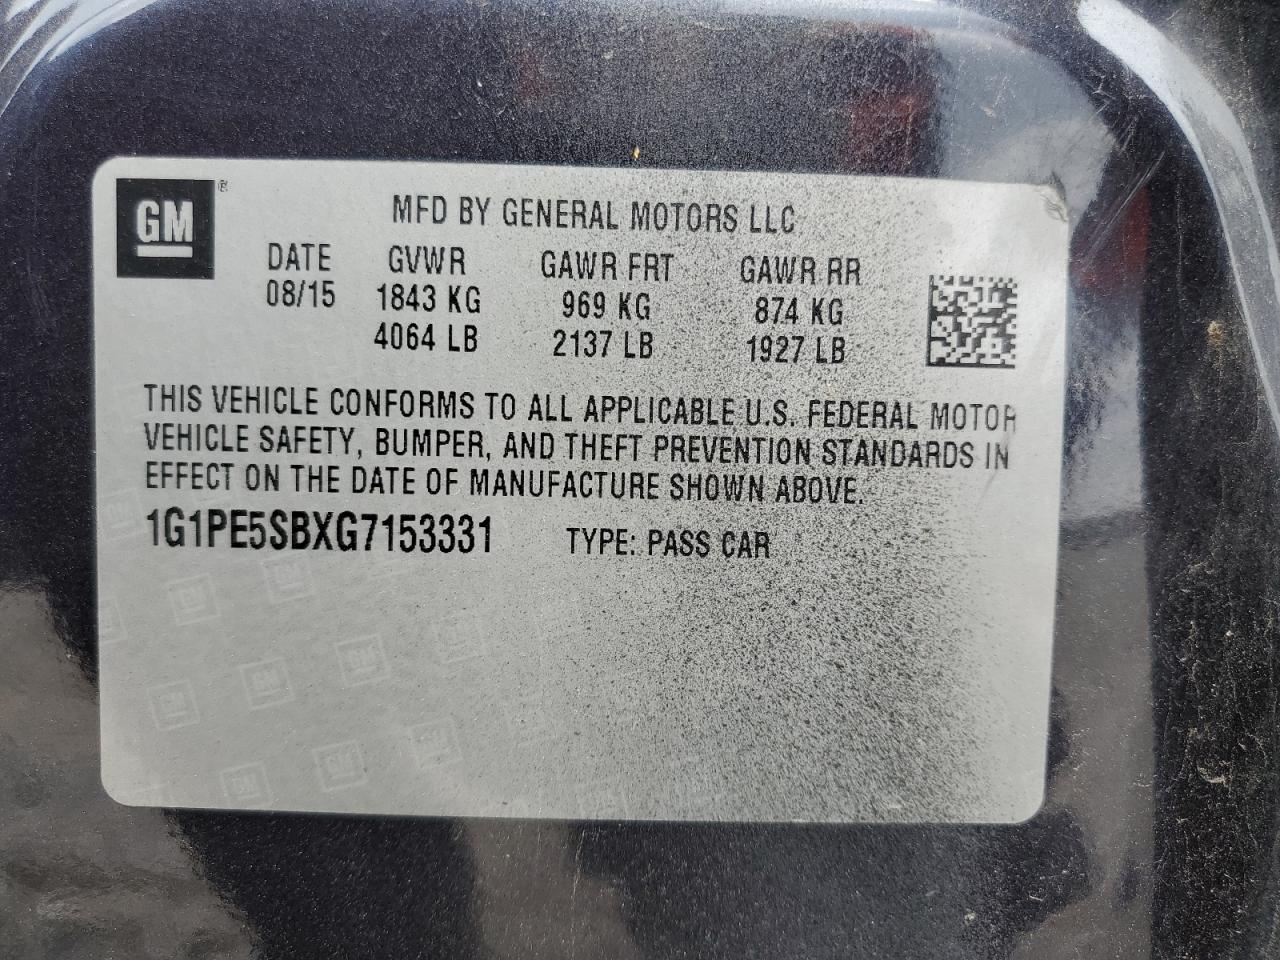 GM ®
MFD BY GENERAL MOTORS LLC
DATE GVWR GAWR FRT GAWR RR
08/15 1843 KG 969 KG 874 KG
4064 LB 2137 LB 1927 LB
THIS VEHICLE CONFORMS TO ALL APPLICABLE U.S. FEDERAL MOTOR
VEHICLE SAFETY, BUMPER, AND THEFT PREVENTION STANDARDS IN
EFFECT ON THE DATE OF MANUFACTURE SHOWN ABOVE.
1G1PE5SBXG7153331 TYPE: PASS CAR